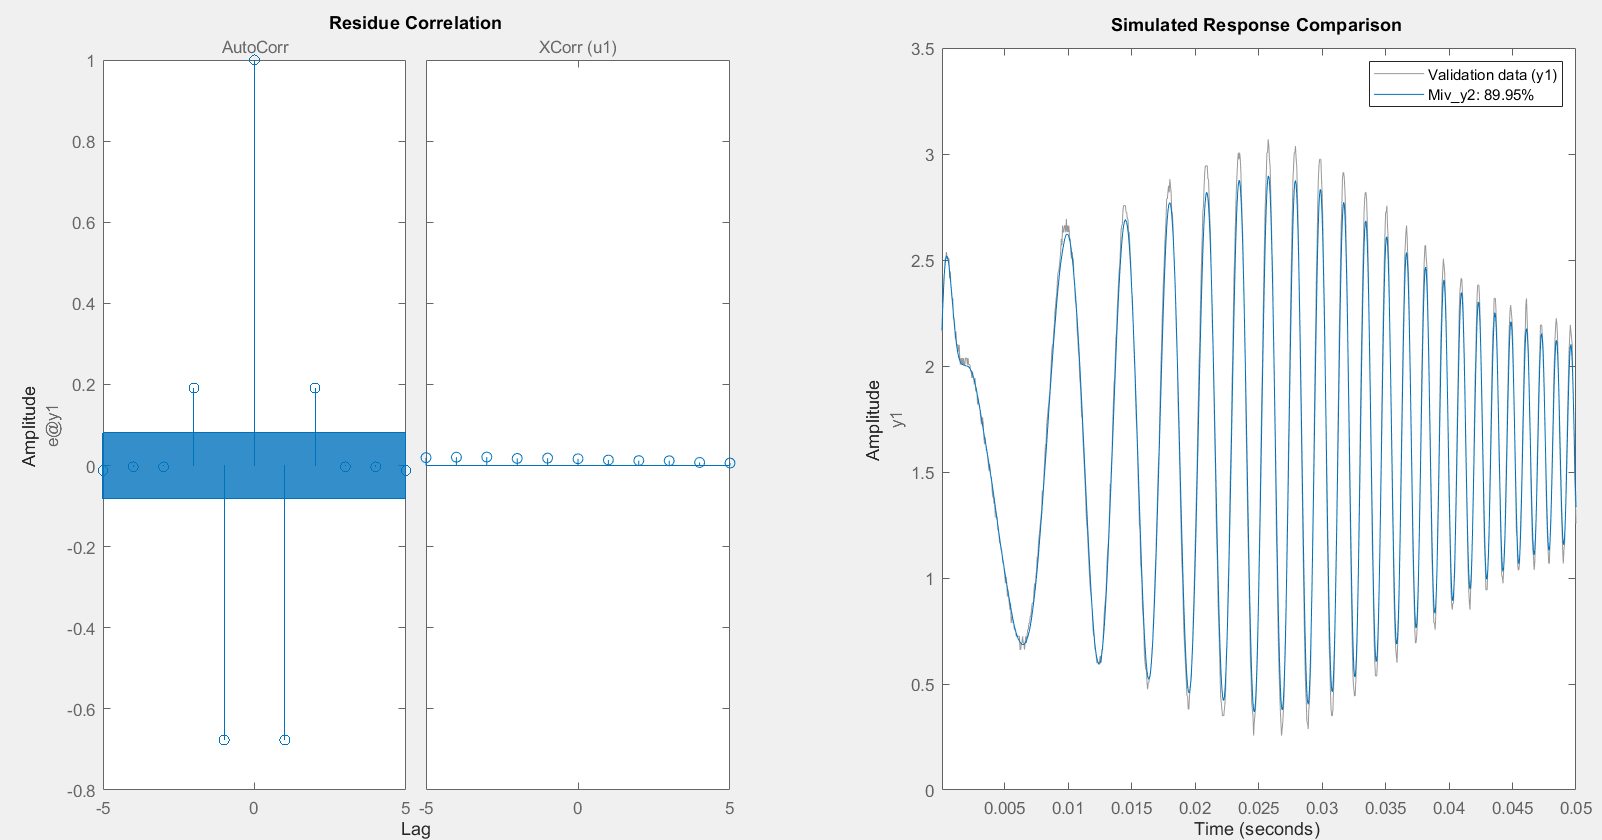 Residue Correlation
AutoCorr
XCorr (u1)
1
0.8
0.6
0.4
0.2
0
-0.2
-0.4
-0.6
-0.8
Amplitude
e@y1
-5
0
5
-5
0
5
Lag
Simulated Response Comparison
Validation data (y1)
Miv_y2: 89.95%
3.5
3
2.5
2
1.5
1
0.5
0
Amplitude
y1
0.005
0.01
0.015
0.02
0.025
0.03
0.035
0.04
0.045
0.05
Time (seconds)